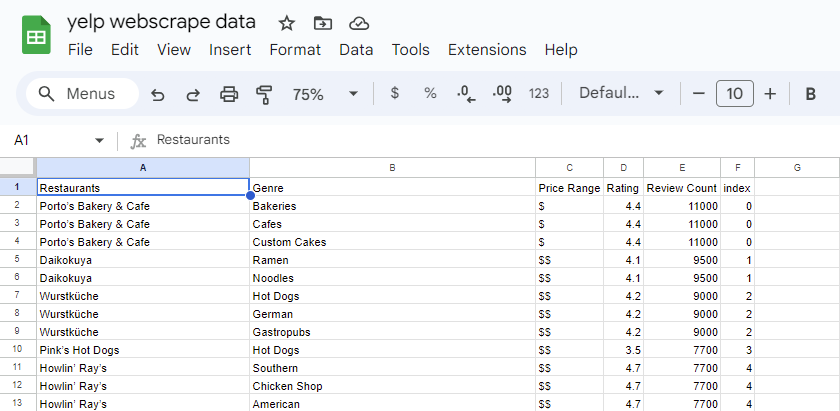 yelp webscrape data
File Edit View Insert Format Data Tools Extensions Help
Menus 75% $ % .0 .00 123 Defaul... − 10 + B
A1 fx Restaurants
A B C D E F G
1 Restaurants Genre Price Range Rating Review Count index
2 Porto's Bakery & Cafe Bakeries $ 4.4 11000 0
3 Porto's Bakery & Cafe Cafes $ 4.4 11000 0
4 Porto's Bakery & Cafe Custom Cakes $ 4.4 11000 0
5 Daikokuya Ramen $$ 4.1 9500 1
6 Daikokuya Noodles $$ 4.1 9500 1
7 Wurstküche Hot Dogs $$ 4.2 9000 2
8 Wurstküche German $$ 4.2 9000 2
9 Wurstküche Gastropubs $$ 4.2 9000 2
10 Pink's Hot Dogs Hot Dogs $$ 3.5 7700 3
11 Howlin' Ray's Southern $$ 4.7 7700 4
12 Howlin' Ray's Chicken Shop $$ 4.7 7700 4
13 Howlin' Ray's American $$ 4.7 7700 4